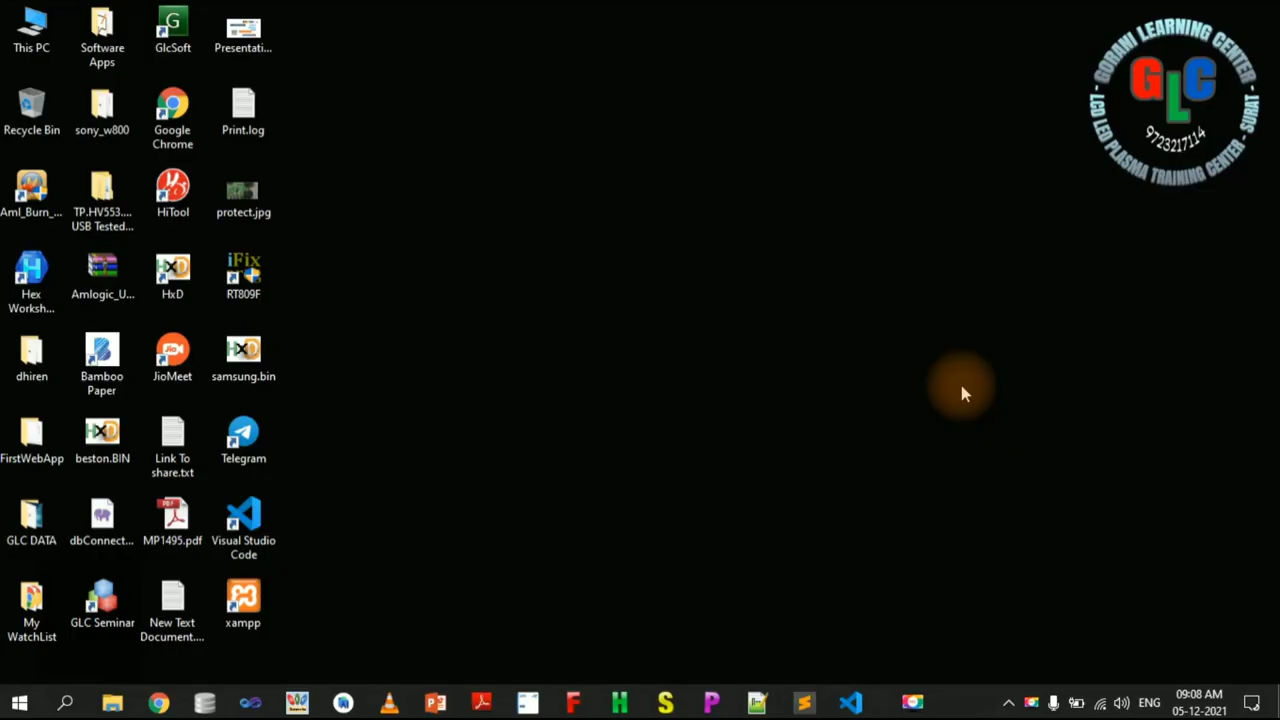 This PC
Software
Apps
GlcSoft
Presentati...
Recycle Bin
sony_w800
Google
Chrome
Print.log
Aml_Burn_...
TP.HV553....
USB Tested...
HiTool
protect.jpg
Hex
Worksh...
Amlogic_U...
HxD
iFix
RT809F
dhiren
Bamboo
Paper
JioMeet
samsung.bin
FirstWebApp
beston.BIN
Link To
share.txt
Telegram
GLC DATA
dbConnect...
MP1495.pdf
Visual Studio
Code
My
WatchList
GLC Seminar
New Text
Document....
xampp
GORANI LEARNING CENTER
GLC
9723217114
- LCD LED PLASMA TRAINING CENTER - SURAT -
F
H
S
P
ENG
09:08 AM
05-12-2021